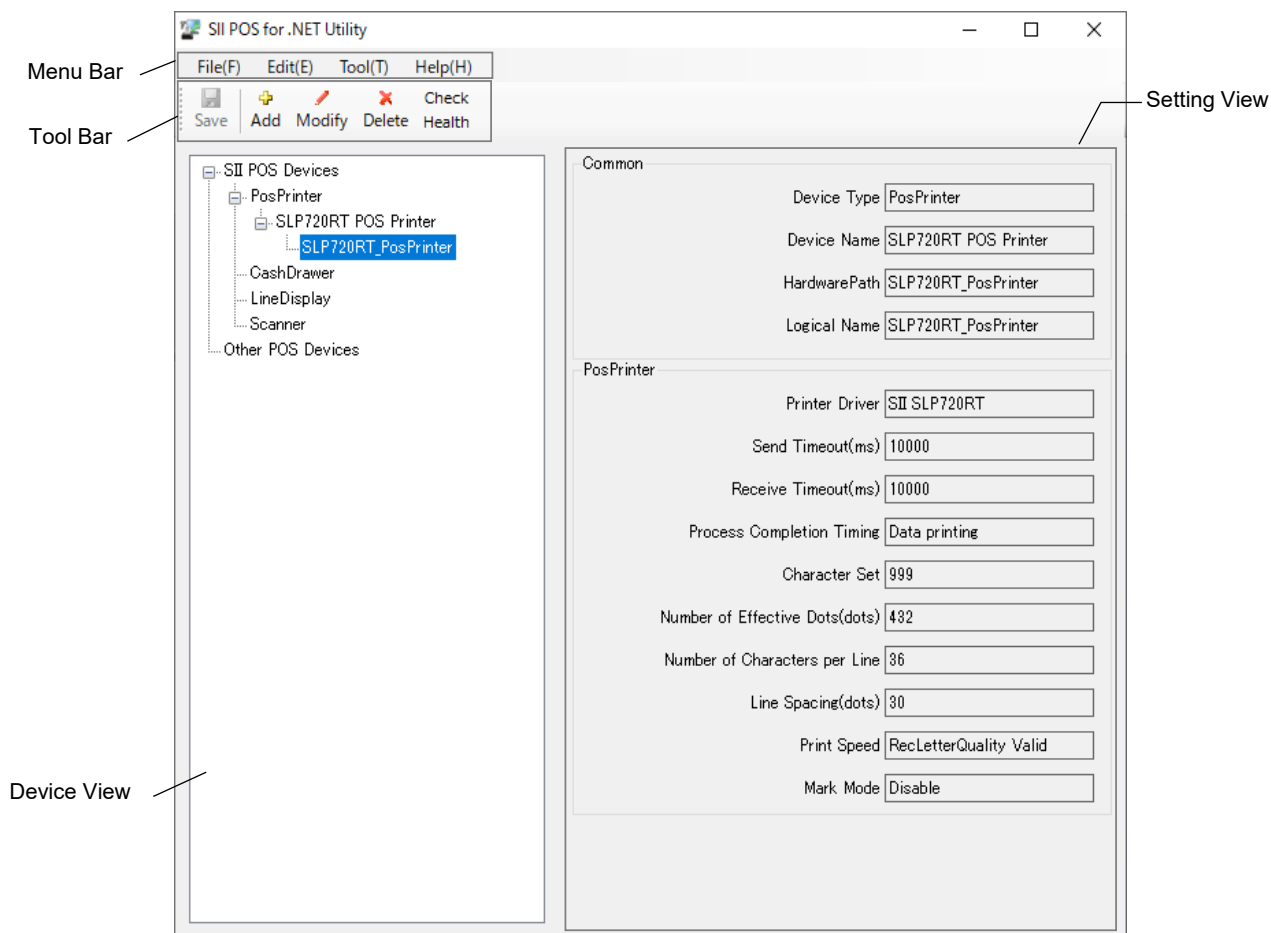 SII POS for .NET Utility
Menu Bar
File(F) Edit(E) Tool(T) Help(H)
Tool Bar
Save Add Modify Delete Check Health
Setting View
SII POS Devices
PosPrinter
SLP720RT POS Printer
SLP720RT_PosPrinter
CashDrawer
LineDisplay
Scanner
Other POS Devices
Device View
Common
Device Type PosPrinter
Device Name SLP720RT POS Printer
HardwarePath SLP720RT_PosPrinter
Logical Name SLP720RT_PosPrinter
PosPrinter
Printer Driver SII SLP720RT
Send Timeout(ms) 10000
Receive Timeout(ms) 10000
Process Completion Timing Data printing
Character Set 999
Number of Effective Dots(dots) 432
Number of Characters per Line 36
Line Spacing(dots) 30
Print Speed RecLetterQuality Valid
Mark Mode Disable